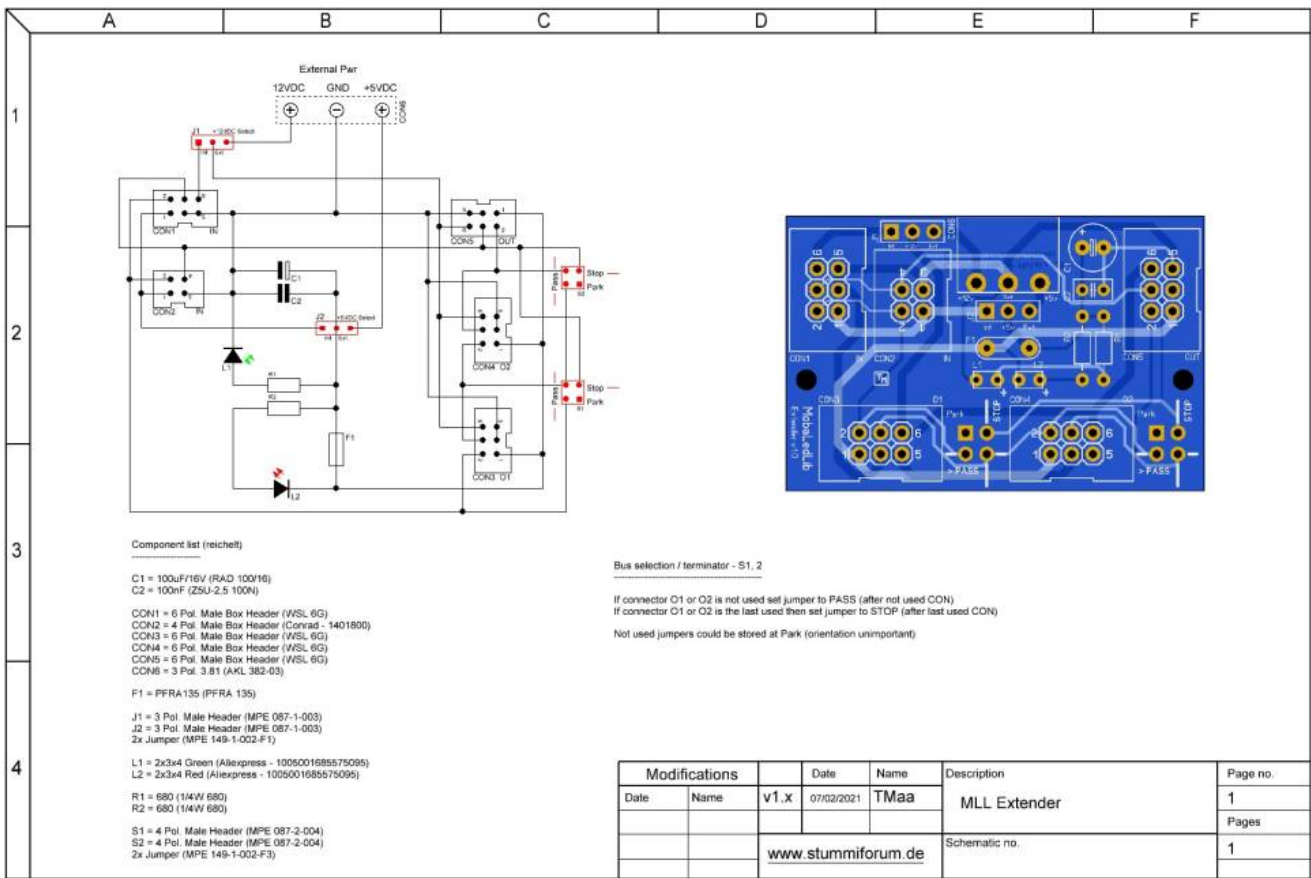 A B C D E F
1
2
3
4
External Pwr
12VDC GND +5VDC
CON6
J1 +12VDC Select
Int Ext
CON1 IN
CON5 OUT
CON2 IN
C1
C2
J2 +5VDC Select
Int Ext
L1
R1
R2
F1
L2
Pass Stop
Park
S2
CON4 O2
Pass Stop
Park
S1
CON3 O1
CON1 IN
CON2 IN
CON6
CON5 OUT
CON3 O1
CON4 O2
Park STOP
> PASS
Park STOP
> PASS
MobaLedLib
Extender v1.0
Component list (reichelt)
C1 = 100uF/16V (RAD 100/16)
C2 = 100nF (Z5U-2,5 100N)
CON1 = 6 Pol. Male Box Header (WSL 6G)
CON2 = 4 Pol. Male Box Header (Conrad - 1401800)
CON3 = 6 Pol. Male Box Header (WSL 6G)
CON4 = 6 Pol. Male Box Header (WSL 6G)
CON5 = 6 Pol. Male Box Header (WSL 6G)
CON6 = 3 Pol. 3.81 (AKL 382-03)
F1 = PFRA135 (PFRA 135)
J1 = 3 Pol. Male Header (MPE 087-1-003)
J2 = 3 Pol. Male Header (MPE 087-1-003)
2x Jumper (MPE 149-1-002-F1)
L1 = 2x3x4 Green (Aliexpress - 1005001685575095)
L2 = 2x3x4 Red (Aliexpress - 1005001685575095)
R1 = 680 (1/4W 680)
R2 = 680 (1/4W 680)
S1 = 4 Pol. Male Header (MPE 087-2-004)
S2 = 4 Pol. Male Header (MPE 087-2-004)
2x Jumper (MPE 149-1-002-F3)
Bus selection / terminator - S1, 2
If connector O1 or O2 is not used set jumper to PASS (after not used CON)
If connector O1 or O2 is the last used then set jumper to STOP (after last used CON)
Not used jumpers could be stored at Park (orientation unimportant)
Modifications Date Name Description Page no.
Date Name v1.x 07/02/2021 TMaa MLL Extender 1
Pages
www.stummiforum.de Schematic no. 1